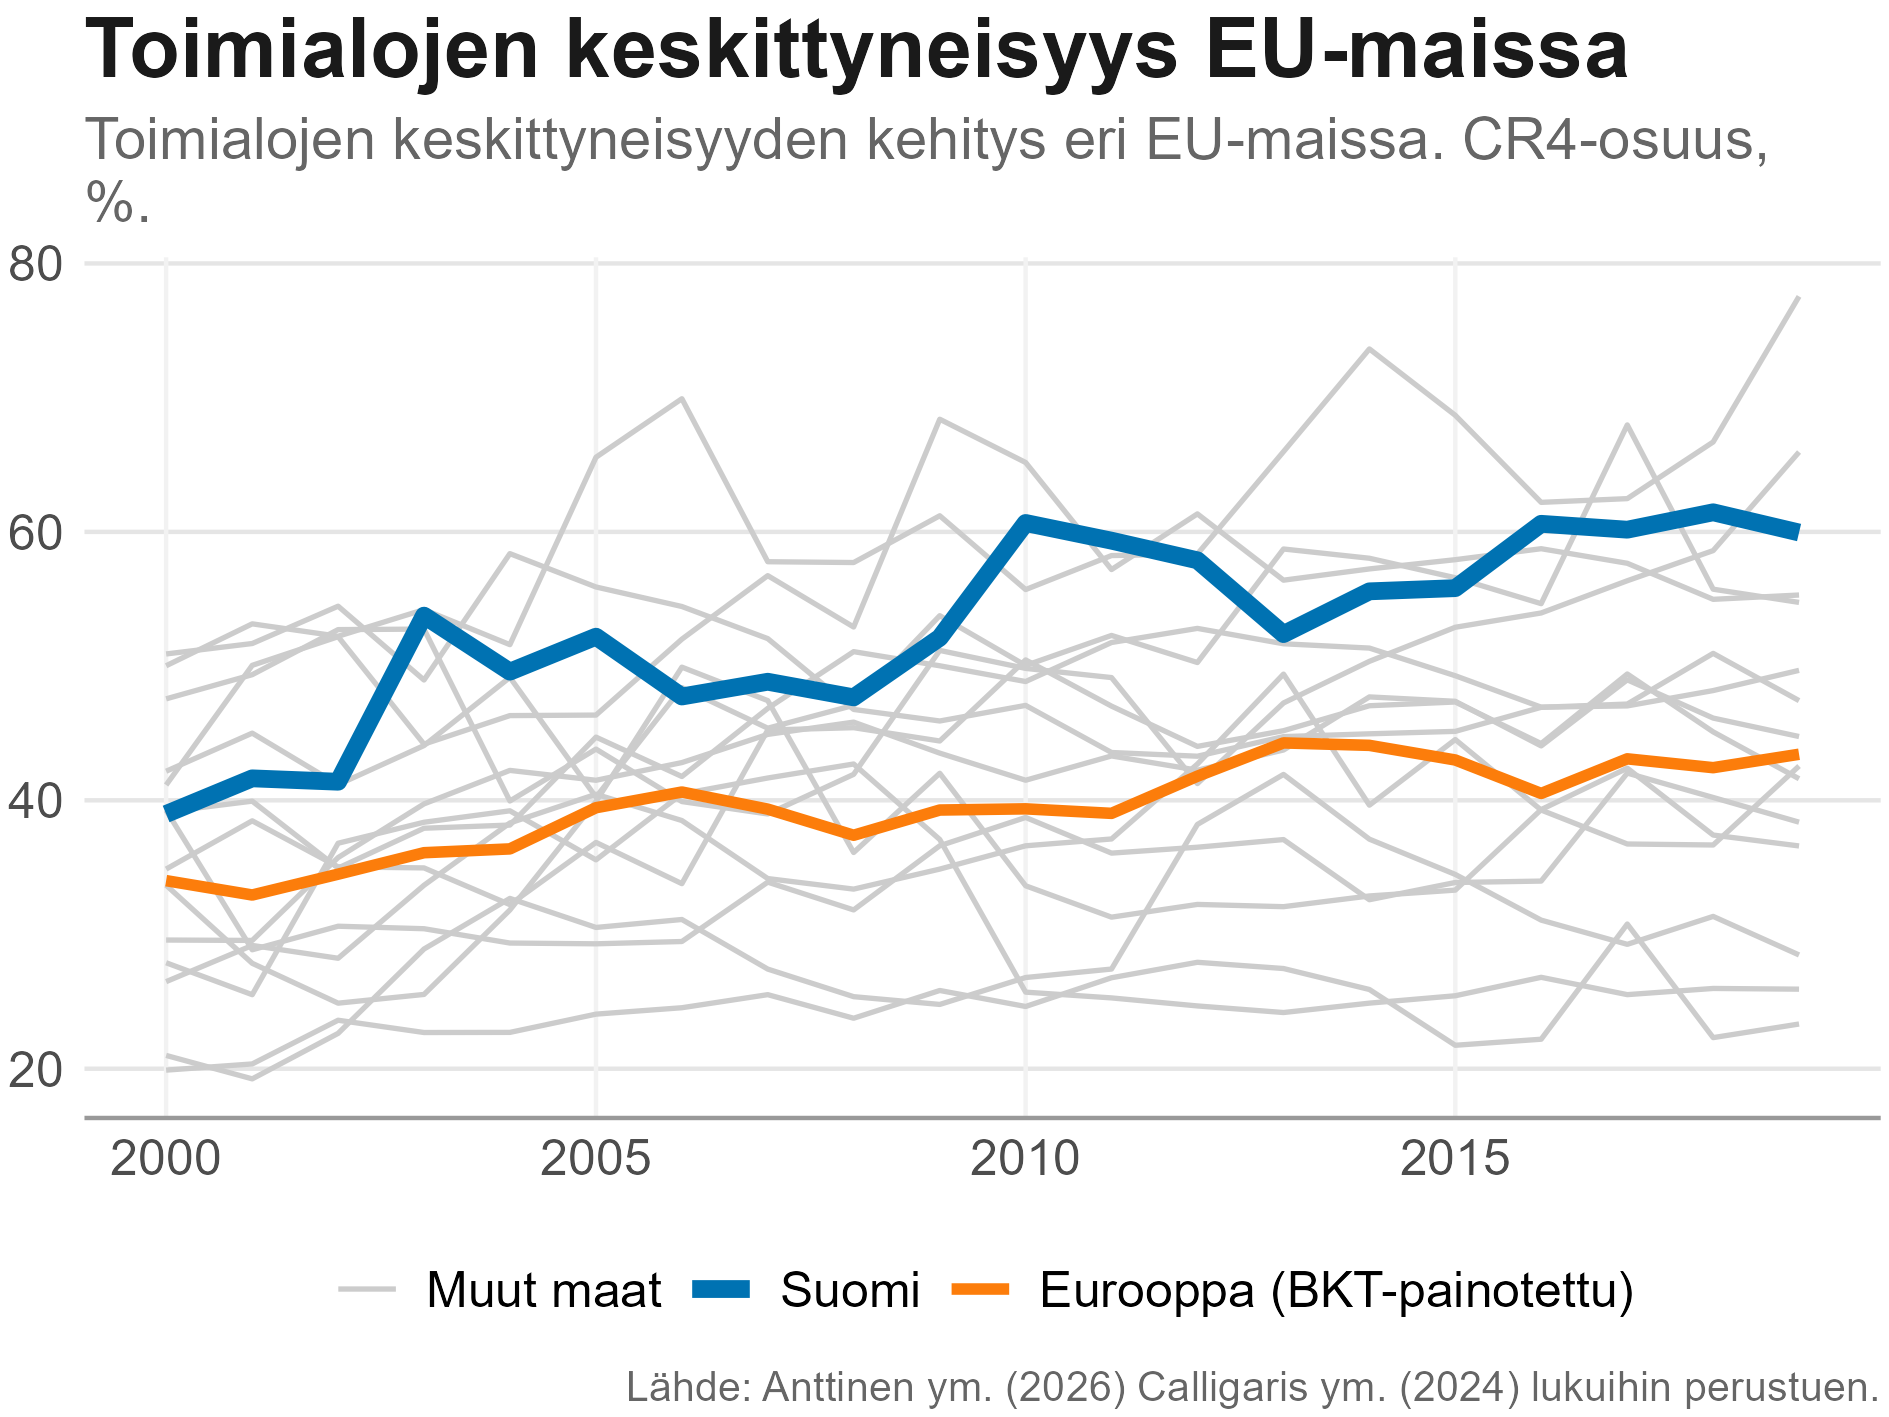 Toimialojen keskittyneisyys EU-maissa
Toimialojen keskittyneisyyden kehitys eri EU-maissa. CR4-osuus,
%.
80
60
40
20
2000 2005 2010 2015
Muut maat Suomi Eurooppa (BKT-painotettu)
Lähde: Anttinen ym. (2026) Calligaris ym. (2024) lukuihin perustuen.